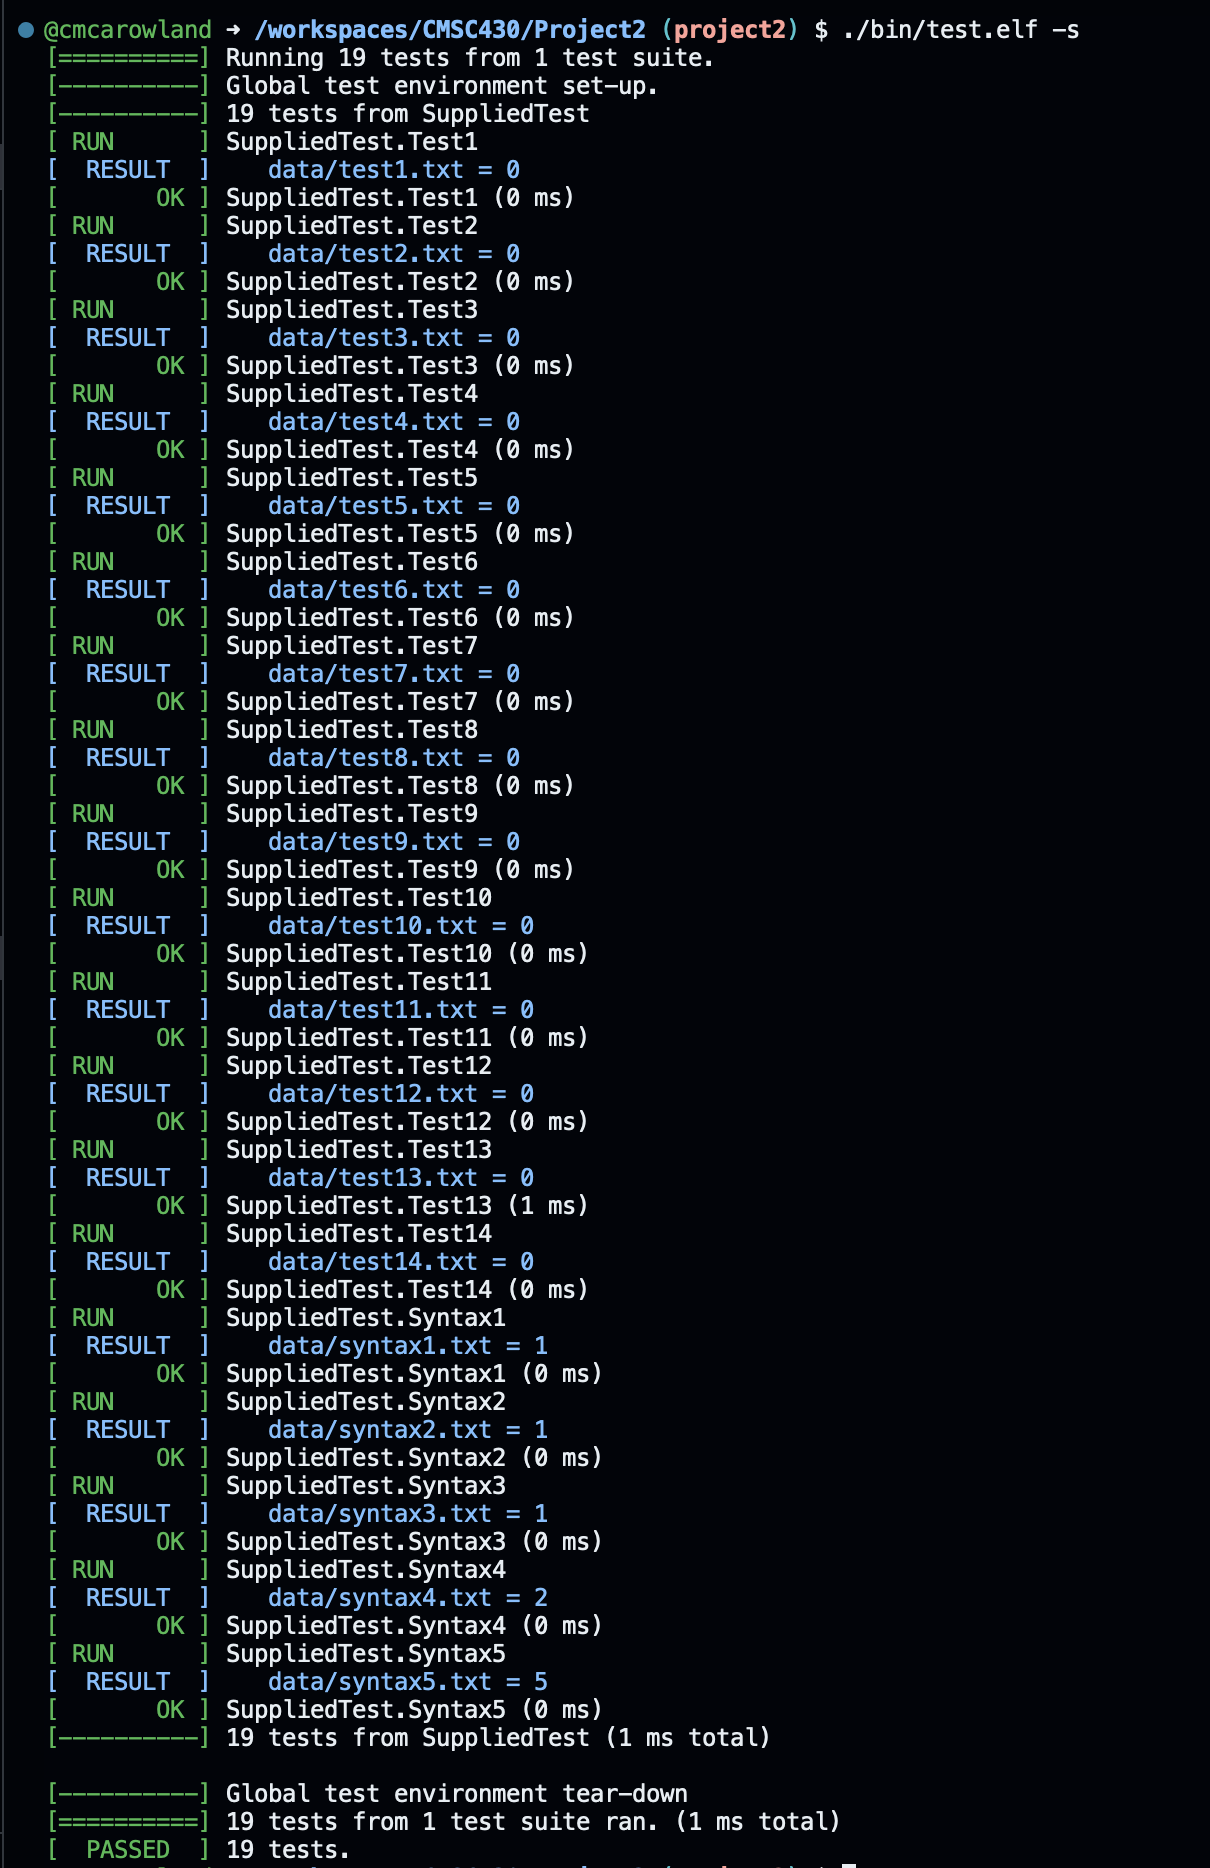 @cmcarowland ➜ /workspaces/CMSC430/Project2 (project2) $ ./bin/test.elf -s
[==========] Running 19 tests from 1 test suite.
[----------] Global test environment set-up.
[----------] 19 tests from SuppliedTest
[ RUN      ] SuppliedTest.Test1
[  RESULT  ]    data/test1.txt = 0
[       OK ] SuppliedTest.Test1 (0 ms)
[ RUN      ] SuppliedTest.Test2
[  RESULT  ]    data/test2.txt = 0
[       OK ] SuppliedTest.Test2 (0 ms)
[ RUN      ] SuppliedTest.Test3
[  RESULT  ]    data/test3.txt = 0
[       OK ] SuppliedTest.Test3 (0 ms)
[ RUN      ] SuppliedTest.Test4
[  RESULT  ]    data/test4.txt = 0
[       OK ] SuppliedTest.Test4 (0 ms)
[ RUN      ] SuppliedTest.Test5
[  RESULT  ]    data/test5.txt = 0
[       OK ] SuppliedTest.Test5 (0 ms)
[ RUN      ] SuppliedTest.Test6
[  RESULT  ]    data/test6.txt = 0
[       OK ] SuppliedTest.Test6 (0 ms)
[ RUN      ] SuppliedTest.Test7
[  RESULT  ]    data/test7.txt = 0
[       OK ] SuppliedTest.Test7 (0 ms)
[ RUN      ] SuppliedTest.Test8
[  RESULT  ]    data/test8.txt = 0
[       OK ] SuppliedTest.Test8 (0 ms)
[ RUN      ] SuppliedTest.Test9
[  RESULT  ]    data/test9.txt = 0
[       OK ] SuppliedTest.Test9 (0 ms)
[ RUN      ] SuppliedTest.Test10
[  RESULT  ]    data/test10.txt = 0
[       OK ] SuppliedTest.Test10 (0 ms)
[ RUN      ] SuppliedTest.Test11
[  RESULT  ]    data/test11.txt = 0
[       OK ] SuppliedTest.Test11 (0 ms)
[ RUN      ] SuppliedTest.Test12
[  RESULT  ]    data/test12.txt = 0
[       OK ] SuppliedTest.Test12 (0 ms)
[ RUN      ] SuppliedTest.Test13
[  RESULT  ]    data/test13.txt = 0
[       OK ] SuppliedTest.Test13 (1 ms)
[ RUN      ] SuppliedTest.Test14
[  RESULT  ]    data/test14.txt = 0
[       OK ] SuppliedTest.Test14 (0 ms)
[ RUN      ] SuppliedTest.Syntax1
[  RESULT  ]    data/syntax1.txt = 1
[       OK ] SuppliedTest.Syntax1 (0 ms)
[ RUN      ] SuppliedTest.Syntax2
[  RESULT  ]    data/syntax2.txt = 1
[       OK ] SuppliedTest.Syntax2 (0 ms)
[ RUN      ] SuppliedTest.Syntax3
[  RESULT  ]    data/syntax3.txt = 1
[       OK ] SuppliedTest.Syntax3 (0 ms)
[ RUN      ] SuppliedTest.Syntax4
[  RESULT  ]    data/syntax4.txt = 2
[       OK ] SuppliedTest.Syntax4 (0 ms)
[ RUN      ] SuppliedTest.Syntax5
[  RESULT  ]    data/syntax5.txt = 5
[       OK ] SuppliedTest.Syntax5 (0 ms)
[----------] 19 tests from SuppliedTest (1 ms total)
[----------] Global test environment tear-down
[==========] 19 tests from 1 test suite ran. (1 ms total)
[  PASSED  ] 19 tests.